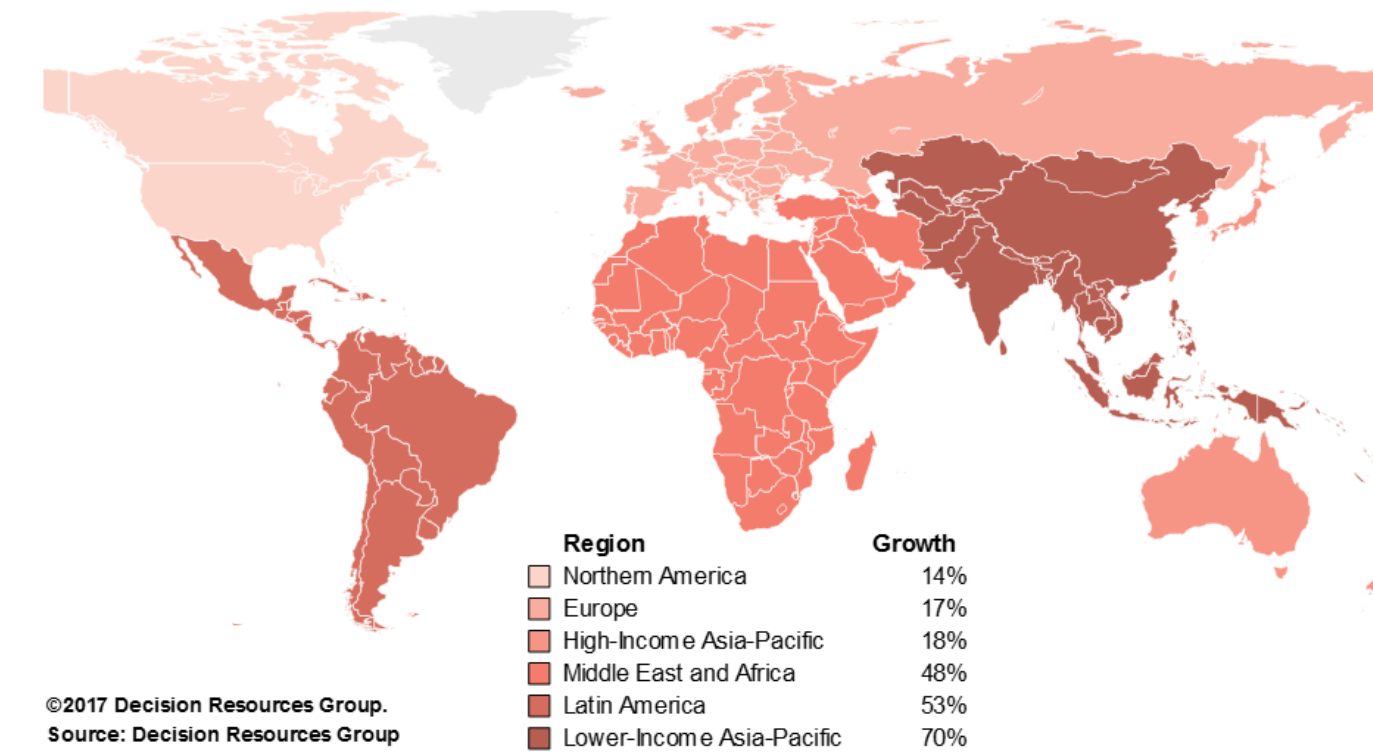 Region Growth
Northern America 14%
Europe 17%
High-Income Asia-Pacific 18%
Middle East and Africa 48%
Latin America 53%
Lower-Income Asia-Pacific 70%
©2017 Decision Resources Group.
Source: Decision Resources Group